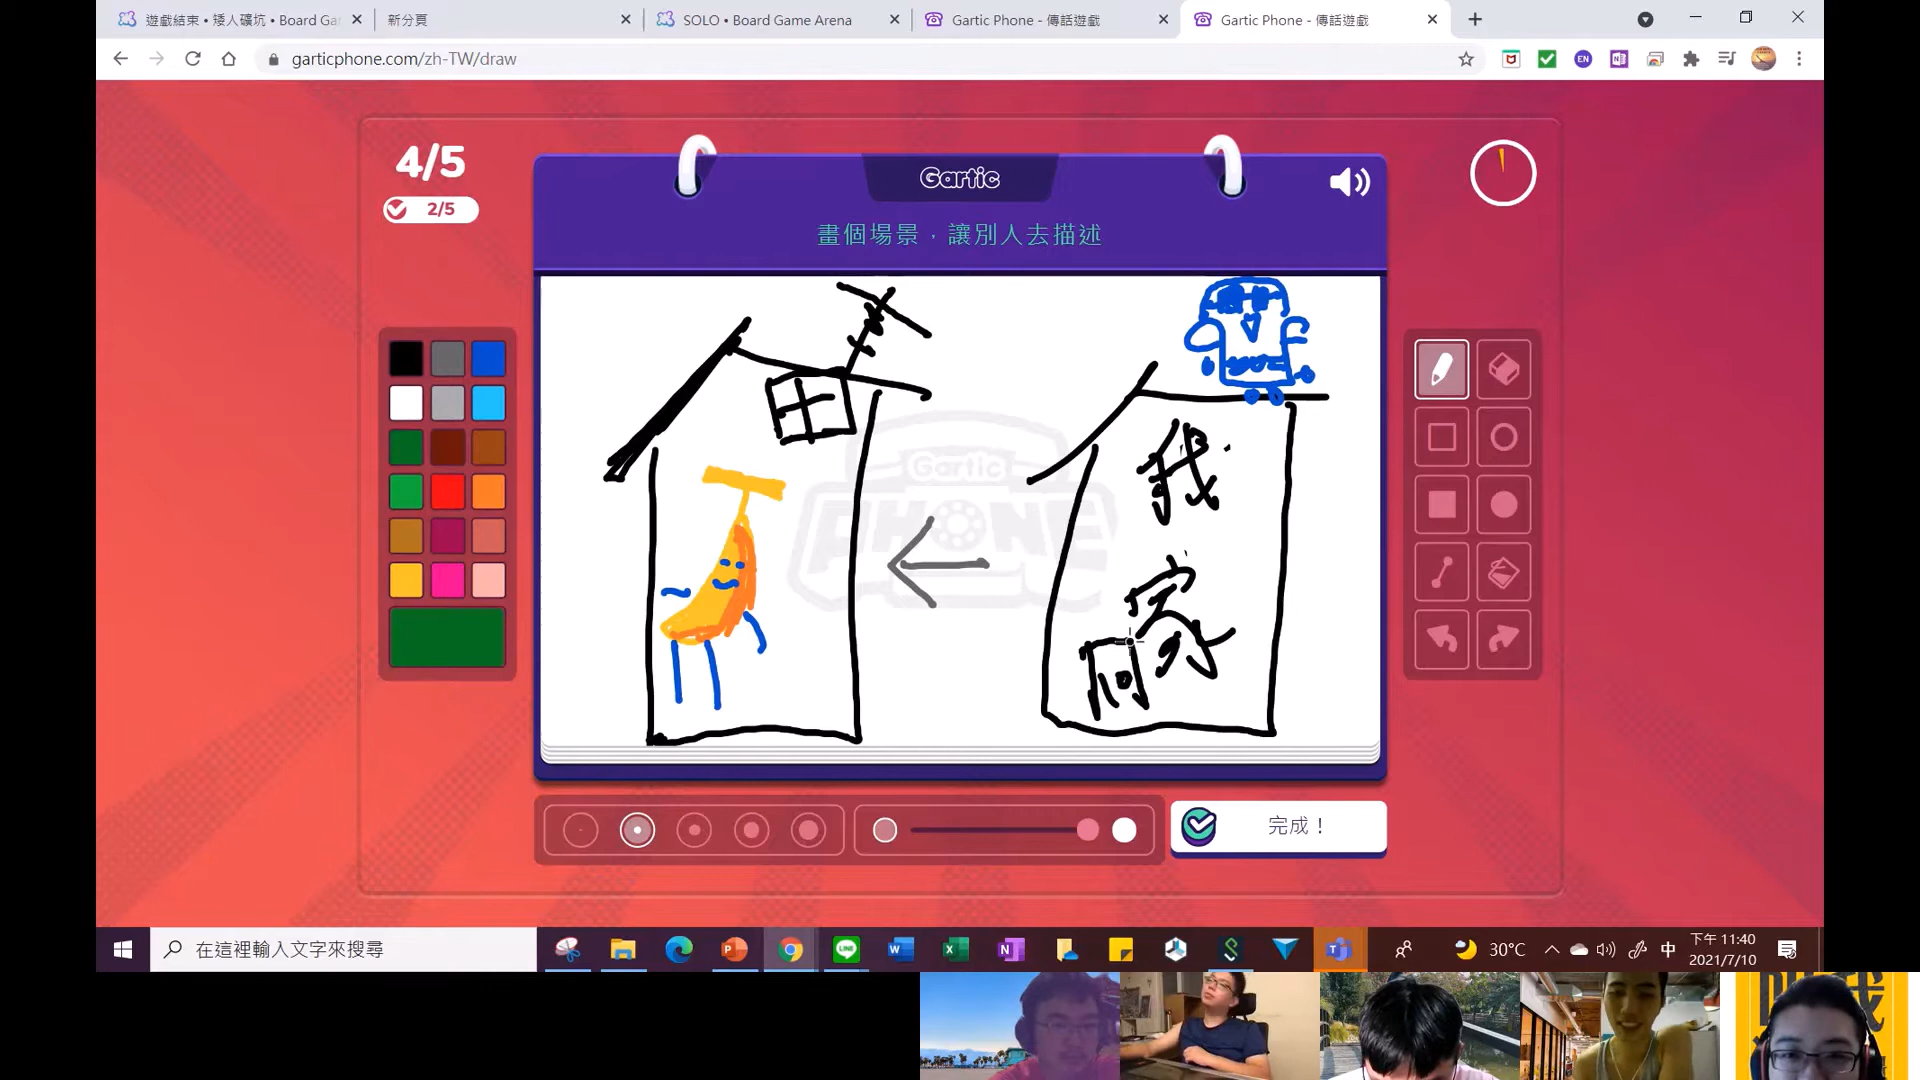 遊戲結束 • 矮人礦坑 • Board Ga
新分頁
SOLO • Board Game Arena
Gartic Phone - 傳話遊戲
Gartic Phone - 傳話遊戲
garticphone.com/zh-TW/draw
EN
4/5
2/5
Gartic
畫個場景，讓別人去描述
Gartic
PHONE
我
家
完成！
在這裡輸入文字來搜尋
30°C
中
下午 11:40
2021/7/10